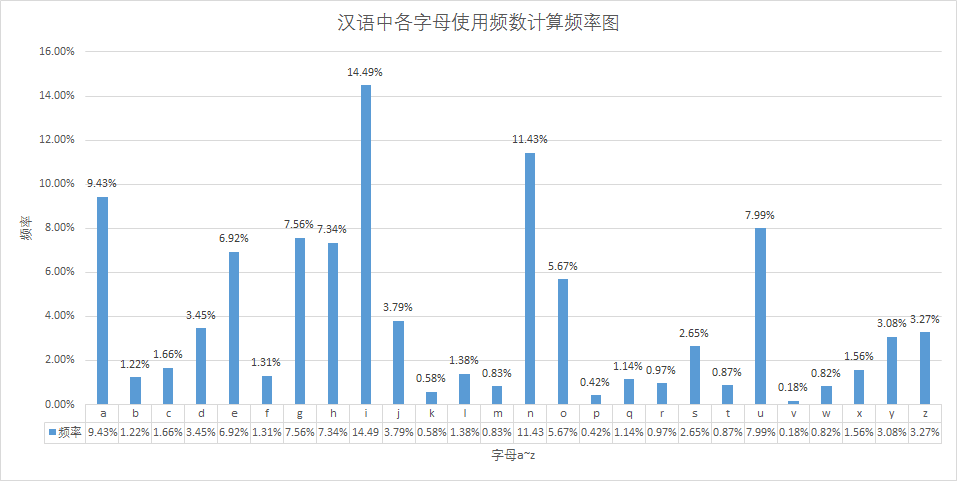 汉语中各字母使用频数计算频率图
16.00%
14.00%
12.00%
10.00%
8.00%
6.00%
4.00%
2.00%
0.00%
频率
9.43% 1.22% 1.66% 3.45% 6.92% 1.31% 7.56% 7.34% 14.49% 3.79% 0.58% 1.38% 0.83% 11.43% 5.67% 0.42% 1.14% 0.97% 2.65% 0.87% 7.99% 0.18% 0.82% 1.56% 3.08% 3.27%
a b c d e f g h i j k l m n o p q r s t u v w x y z
频率 9.43% 1.22% 1.66% 3.45% 6.92% 1.31% 7.56% 7.34% 14.49 3.79% 0.58% 1.38% 0.83% 11.43 5.67% 0.42% 1.14% 0.97% 2.65% 0.87% 7.99% 0.18% 0.82% 1.56% 3.08% 3.27%
字母a~z